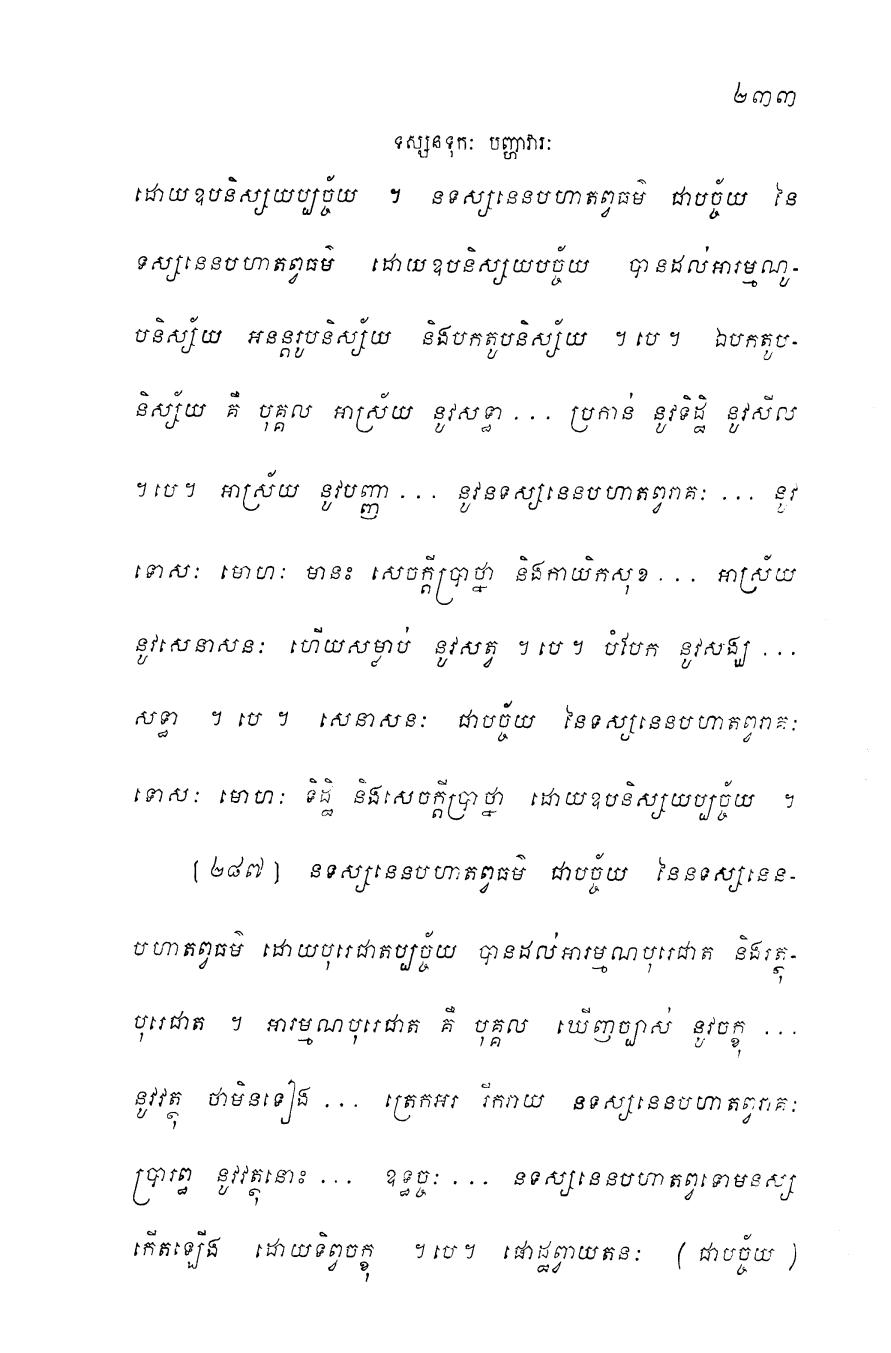 ២៣៣
ទស្សនទុកៈ បញ្ហាវារៈ
ដោយឧបនិស្សយប្បច្ច័យ ។ នទស្សនេនបហាតព្វធម៌ ជាបច្ច័យ នៃ
ទស្សនេនបហាតព្វធម៌ ដោយឧបនិស្សយបច្ច័យ បានដល់អារម្មណូ-
បនិស្ស័យ អនន្តរូបនិស្ស័យ និងបកតូបនិស្ស័យ ។ បេ ។ ឯបកតូប-
និស្ស័យ គឺ បុគ្គល អាស្រ័យ នូវសទ្ធា ... ប្រកាន់ នូវទិដ្ឋិ នូវសីល
។ បេ ។ អាស្រ័យ នូវបញ្ញា ... នូវនទស្សនេនបហាតព្វរាគៈ ... នូវ
ទោសៈ មោហៈ មានះ សេចក្តីប្រាថ្នា និងកាយិកសុខ ... អាស្រ័យ
នូវសេនាសនៈ ហើយសម្លាប់ នូវសត្វ ។ បេ ។ បំបែក នូវសង្ឃ ...
សទ្ធា ។ បេ ។ សេនាសនៈ ជាបច្ច័យ នៃទស្សនេនបហាតព្វរាគៈ
ទោសៈ មោហៈ ទិដ្ឋិ និងសេចក្តីប្រាថ្នា ដោយឧបនិស្សយប្បច្ច័យ ។
[២៨៧] នទស្សនេនបហាតព្វធម៌ ជាបច្ច័យ នៃនទស្សនេន-
បហាតព្វធម៌ ដោយបុរេជាតប្បច្ច័យ បានដល់អារម្មណបុរេជាត និងវត្ថុ-
បុរេជាត ។ អារម្មណបុរេជាត គឺ បុគ្គល ឃើញច្បាស់ នូវចក្ខុ ...
នូវវត្ថុ ថាមិនទៀង ... ត្រេកអរ រីករាយ នទស្សនេនបហាតព្វរាគៈ
ប្រារព្ធ នូវវត្ថុនោះ ... ឧទ្ធច្ចៈ ... នទស្សនេនបហាតព្វទោមនស្ស
កើតឡើង ដោយទិព្វចក្ខុ ។ បេ ។ ផោដ្ឋព្វាយតនៈ (ជាបច្ច័យ)